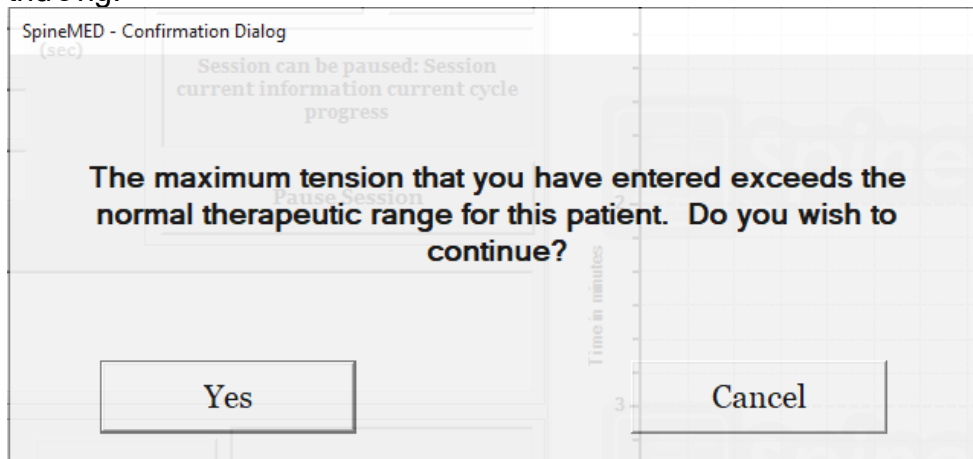 SpineMED - Confirmation Dialog
(sec)
Session can be paused: Session
current information current cycle
progress
The maximum tension that you have entered exceeds the
Pause Session
normal therapeutic range for this patient. Do you wish to
continue?
2
Time in minutes
Yes
Cancel
3
Spine